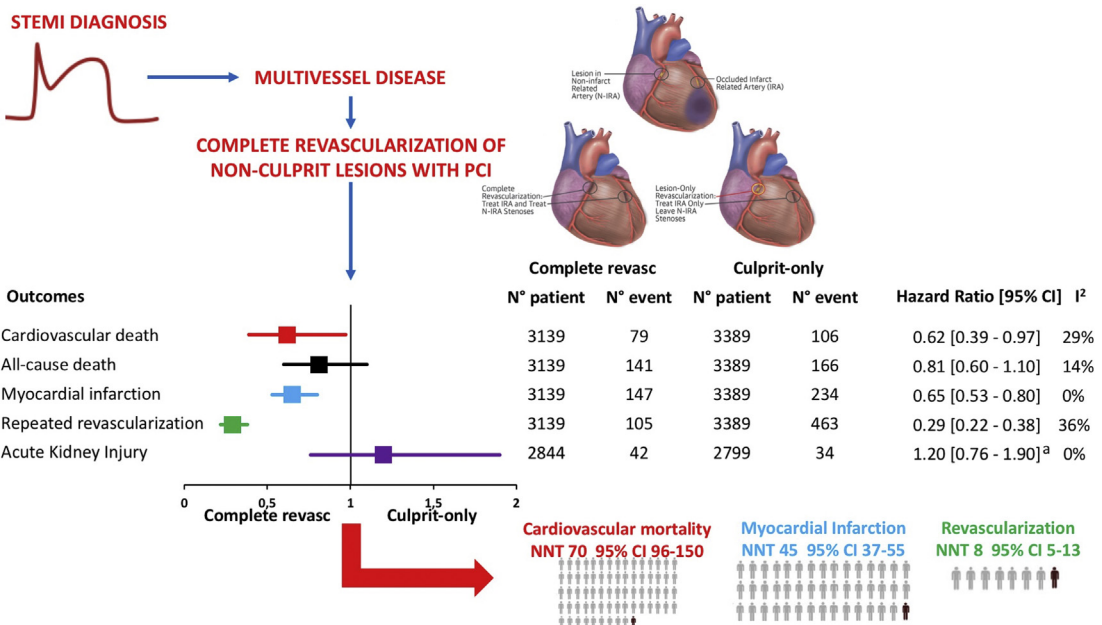 STEMI DIAGNOSIS
MULTIVESSEL DISEASE
COMPLETE REVASCULARIZATION OF
NON-CULPRIT LESIONS WITH PCI
Lesion in
Non-infarct
Related
Artery (N-IRA)
Occluded Infarct
Related Artery (IRA)
Complete
Revascularization:
Treat IRA and Treat
N-IRA Stenoses
Lesion-Only
Revascularization:
Treat IRA Only
Leave N-IRA
Stenoses
Complete revasc Culprit-only
Outcomes N° patient N° event N° patient N° event Hazard Ratio [95% CI] I²
Cardiovascular death 3139 79 3389 106 0.62 [0.39 - 0.97] 29%
All-cause death 3139 141 3389 166 0.81 [0.60 - 1.10] 14%
Myocardial infarction 3139 147 3389 234 0.65 [0.53 - 0.80] 0%
Repeated revascularization 3139 105 3389 463 0.29 [0.22 - 0.38] 36%
Acute Kidney Injury 2844 42 2799 34 1.20 [0.76 - 1.90]ᵃ 0%
0 0,5 1 1,5 2
Complete revasc Culprit-only
Cardiovascular mortality
NNT 70 95% CI 96-150
Myocardial Infarction
NNT 45 95% CI 37-55
Revascularization
NNT 8 95% CI 5-13